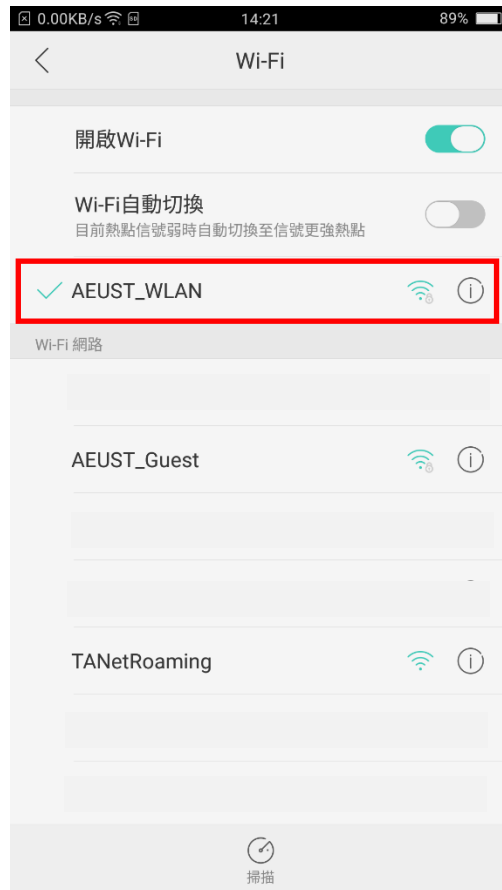 0.00KB/s 14:21 89%
Wi-Fi
開啟Wi-Fi
Wi-Fi自動切換
目前熱點信號弱時自動切換至信號更強熱點
AEUST_WLAN
Wi-Fi 網路
AEUST_Guest
TANetRoaming
掃描